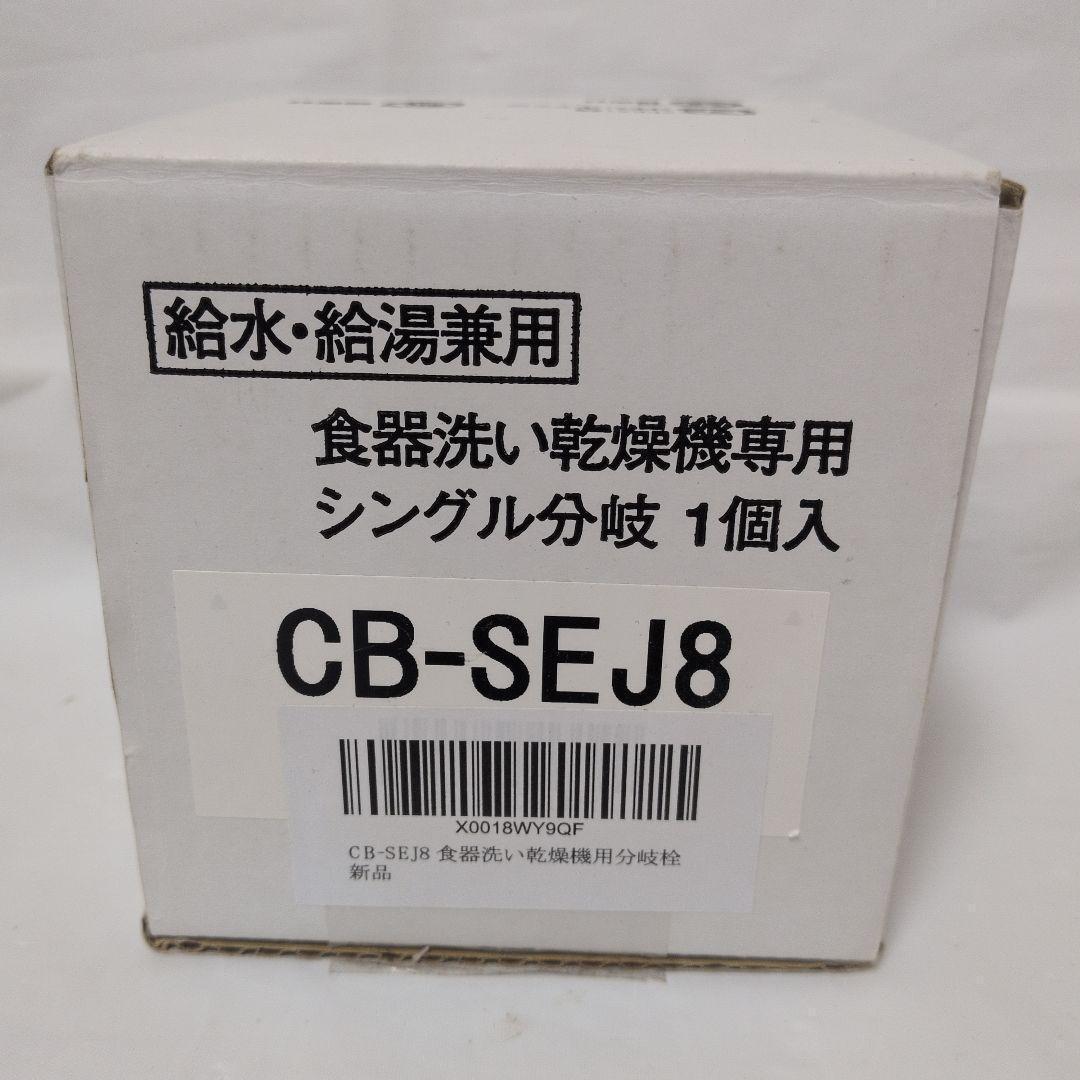 給水・給湯兼用
食器洗い乾燥機専用
シングル分岐 1個入
CB-SEJ8
X0018WY9QF
CB-SEJ8 食器洗い乾燥機用分岐栓
新品